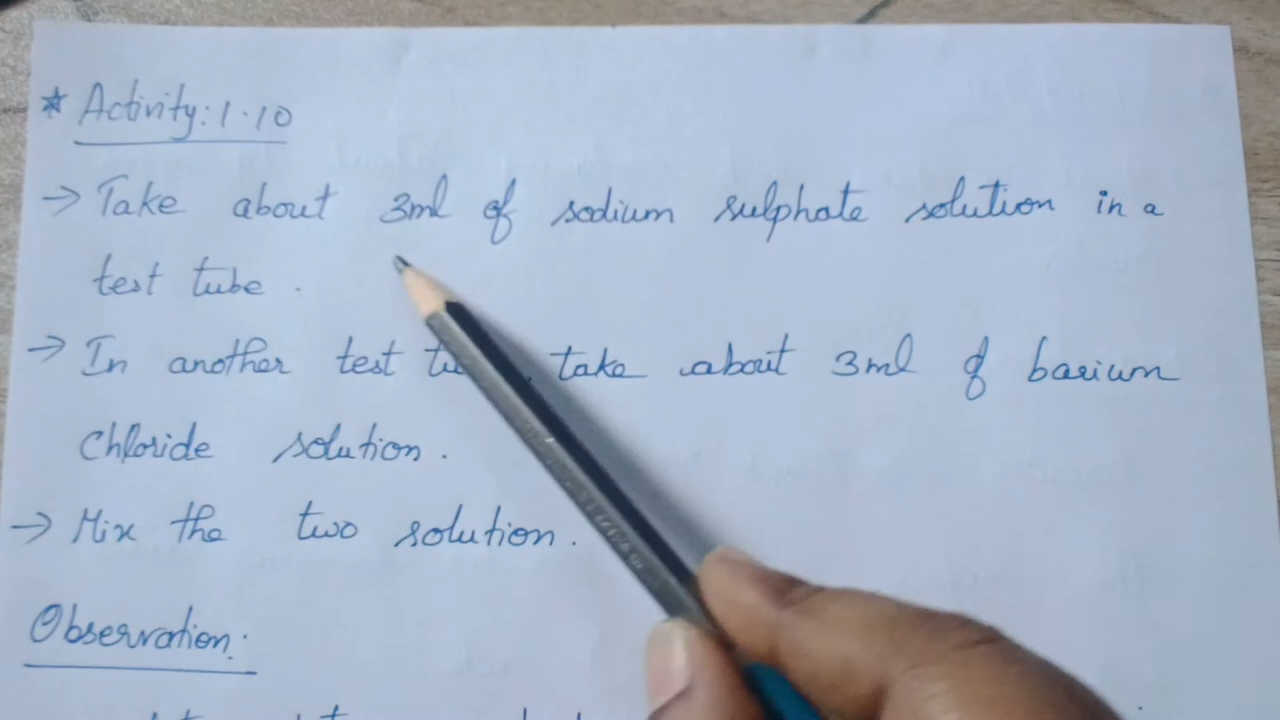 * Activity: 1.10
→ Take about 3ml of sodium sulphate solution in a
test tube.
→ In another test take about 3ml of barium
Chloride solution.
→ Mix the two solution.
Observation: